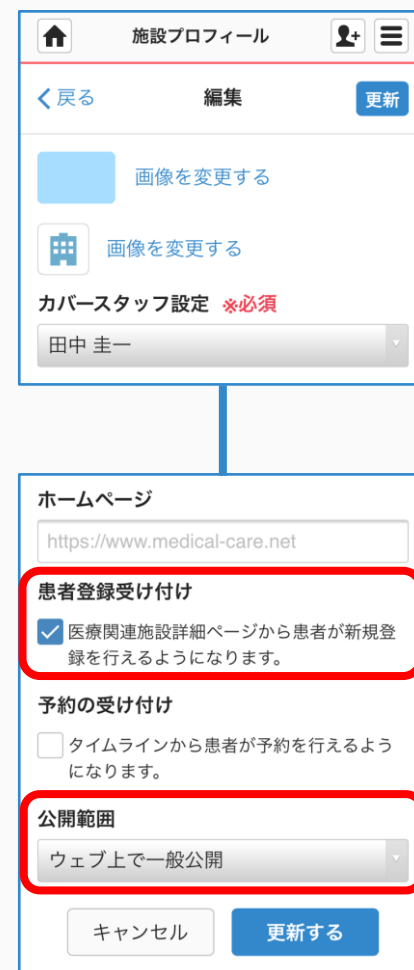 施設プロフィール
戻る
編集
更新
画像を変更する
画像を変更する
カバースタッフ設定 ※必須
田中 圭一
ホームページ
https://www.medical-care.net
患者登録受け付け
医療関連施設詳細ページから患者が新規登
録を行えるようになります。
予約の受け付け
タイムラインから患者が予約を行えるよう
になります。
公開範囲
ウェブ上で一般公開
キャンセル
更新する